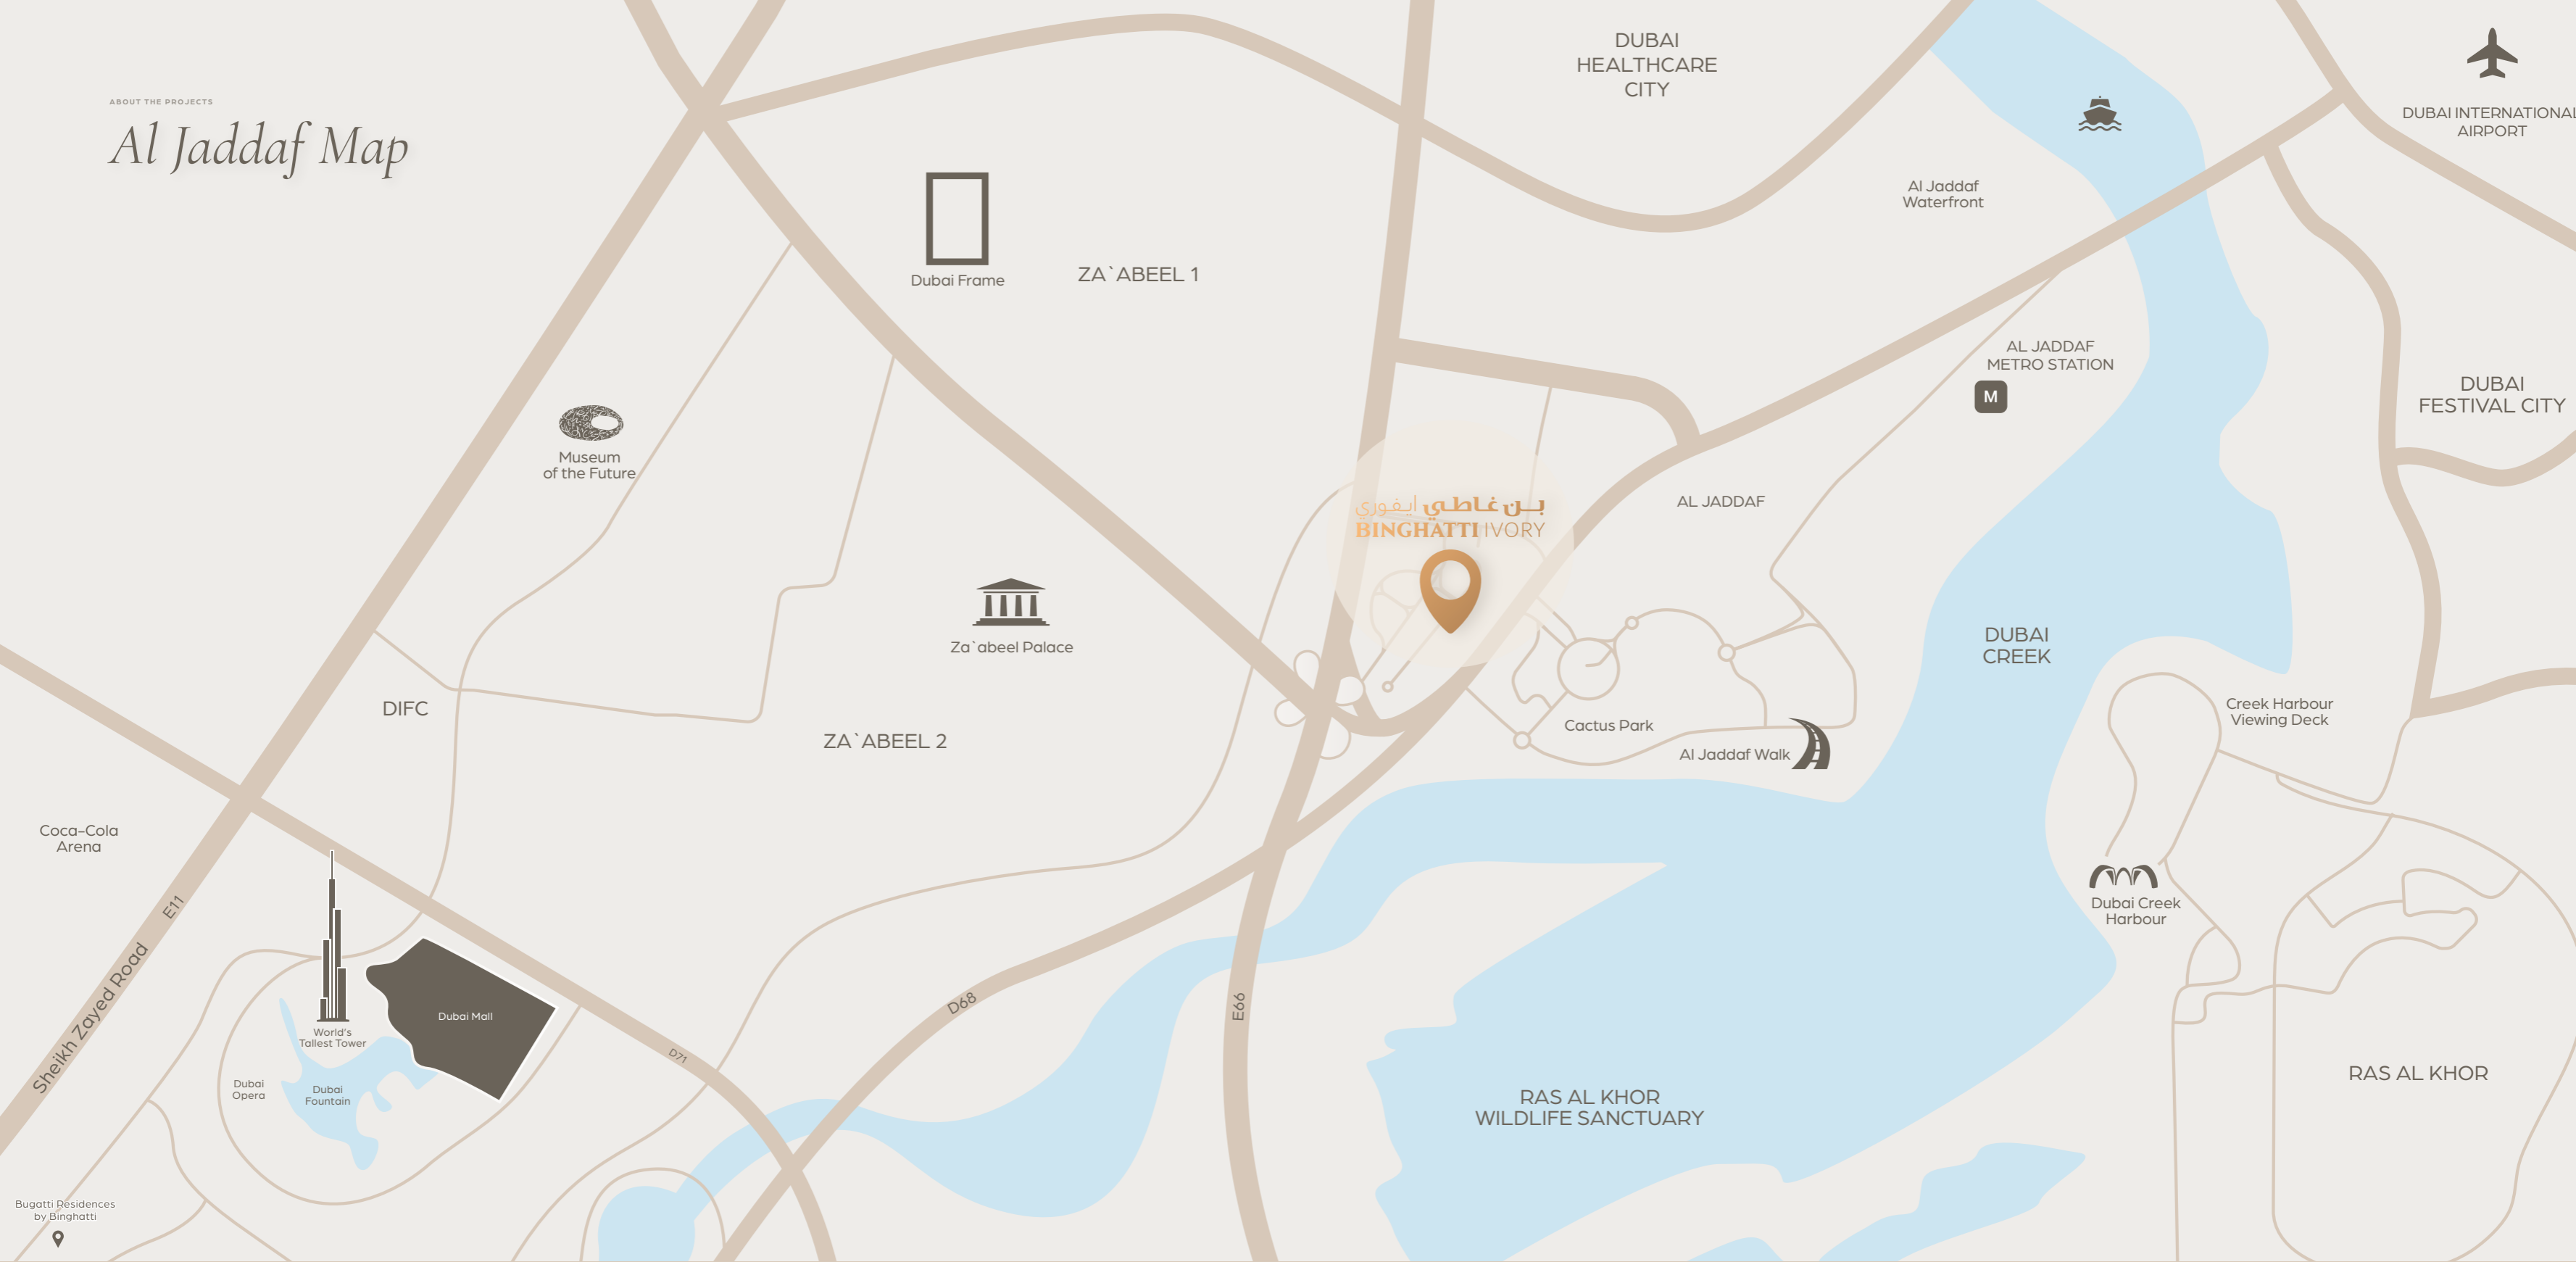 ABOUT THE PROJECTS
Al Jaddaf Map
DUBAI
HEALTHCARE
CITY
DUBAI INTERNATIONAL
AIRPORT
Al Jaddaf
Waterfront
Dubai Frame
ZA`ABEEL 1
AL JADDAF
METRO STATION
M
DUBAI
FESTIVAL CITY
Museum
of the Future
AL JADDAF
بن غاطي ايفوري
BINGHATTI IVORY
Za`abeel Palace
DUBAI
CREEK
DIFC
ZA`ABEEL 2
Cactus Park
Al Jaddaf Walk
Creek Harbour
Viewing Deck
Coca-Cola
Arena
E11
Sheikh Zayed Road
Dubai Creek
Harbour
Dubai Mall
World's
Tallest Tower
D68
E66
D71
Dubai
Opera
Dubai
Fountain
RAS AL KHOR
WILDLIFE SANCTUARY
RAS AL KHOR
Bugatti Residences
by Binghatti